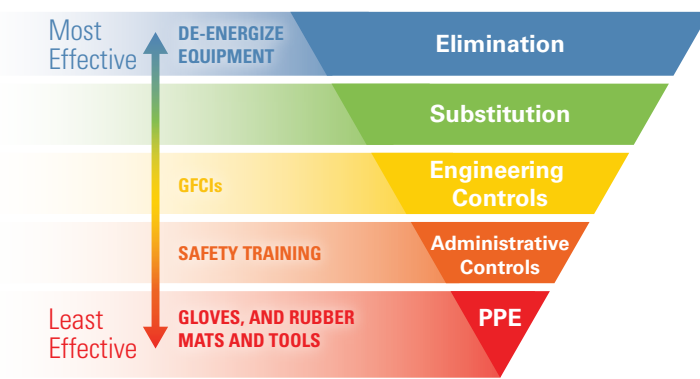 Most
Effective
DE-ENERGIZE
EQUIPMENT
Elimination
Substitution
GFCIs
Engineering
Controls
SAFETY TRAINING
Administrative
Controls
Least
Effective
GLOVES, AND RUBBER
MATS AND TOOLS
PPE